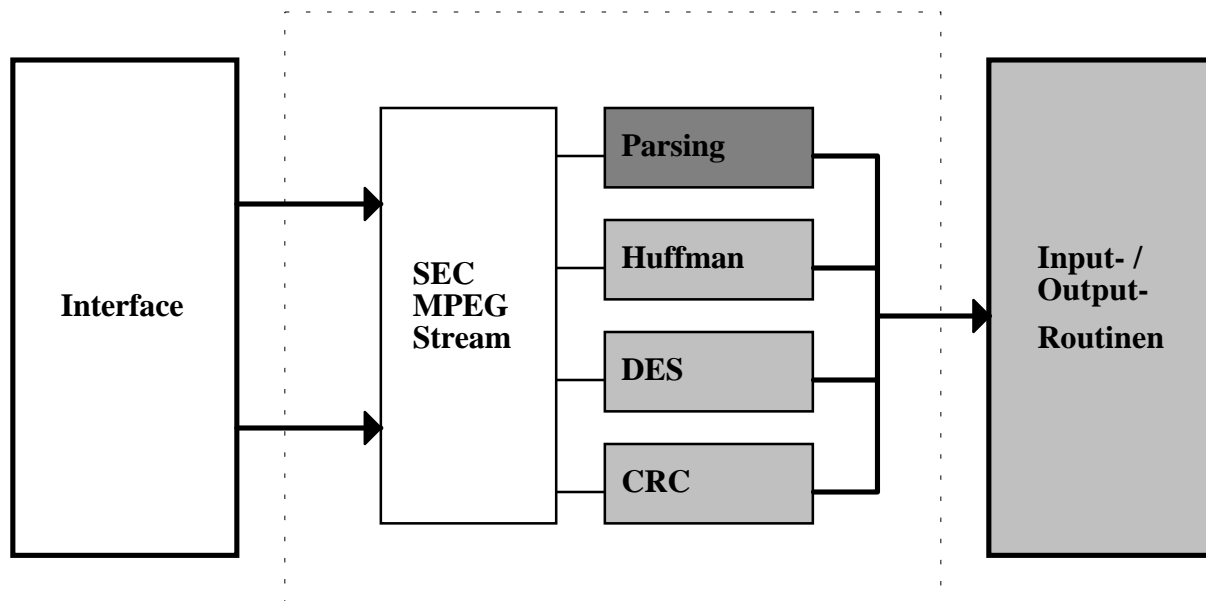 Interface
SEC
MPEG
Stream
Parsing
Huffman
DES
CRC
Input- /
Output-
Routinen